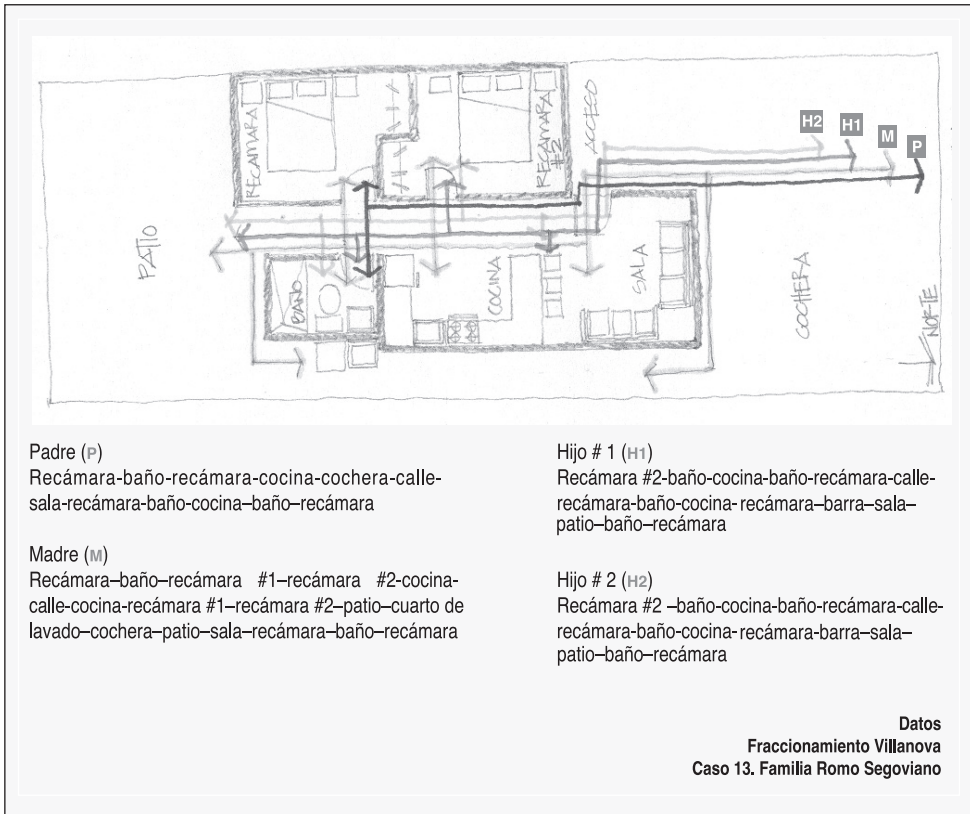 RECAMARA
RECAMARA #2
ACCESO
H2
H1
M
P
PATIO
BAÑO
COCINA
SALA
COCHERA
NORTE
Padre (P)
Recámara-baño-recámara-cocina-cochera-calle-
sala-recámara-baño-cocina–baño–recámara
Madre (M)
Recámara–baño–recámara #1–recámara #2-cocina-
calle-cocina-recámara #1–recámara #2–patio–cuarto de
lavado–cochera–patio–sala–recámara–baño–recámara
Hijo # 1 (H1)
Recámara #2-baño-cocina-baño-recámara-calle-
recámara-baño-cocina- recámara–barra–sala–
patio–baño–recámara
Hijo # 2 (H2)
Recámara #2 –baño-cocina-baño-recámara-calle-
recámara-baño-cocina- recámara-barra–sala–
patio–baño–recámara
Datos
Fraccionamiento Villanova
Caso 13. Familia Romo Segoviano